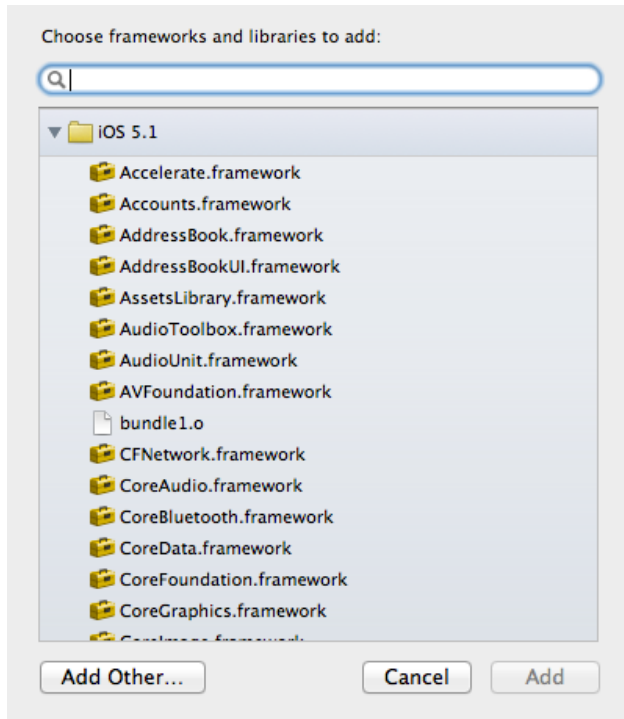 Choose frameworks and libraries to add:
iOS 5.1
Accelerate.framework
Accounts.framework
AddressBook.framework
AddressBookUI.framework
AssetsLibrary.framework
AudioToolbox.framework
AudioUnit.framework
AVFoundation.framework
bundle1.o
CFNetwork.framework
CoreAudio.framework
CoreBluetooth.framework
CoreData.framework
CoreFoundation.framework
CoreGraphics.framework
CoreImage.framework
Add Other... Cancel Add